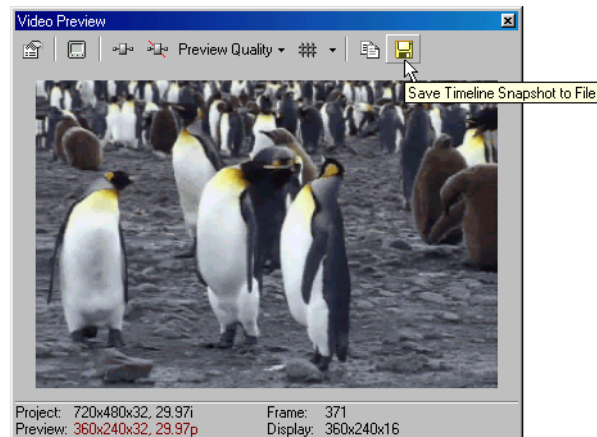 Video Preview
Preview Quality
Save Timeline Snapshot to File
Project: 720x480x32, 29.97i Frame: 371
Preview: 360x240x32, 29.97p Display: 360x240x16